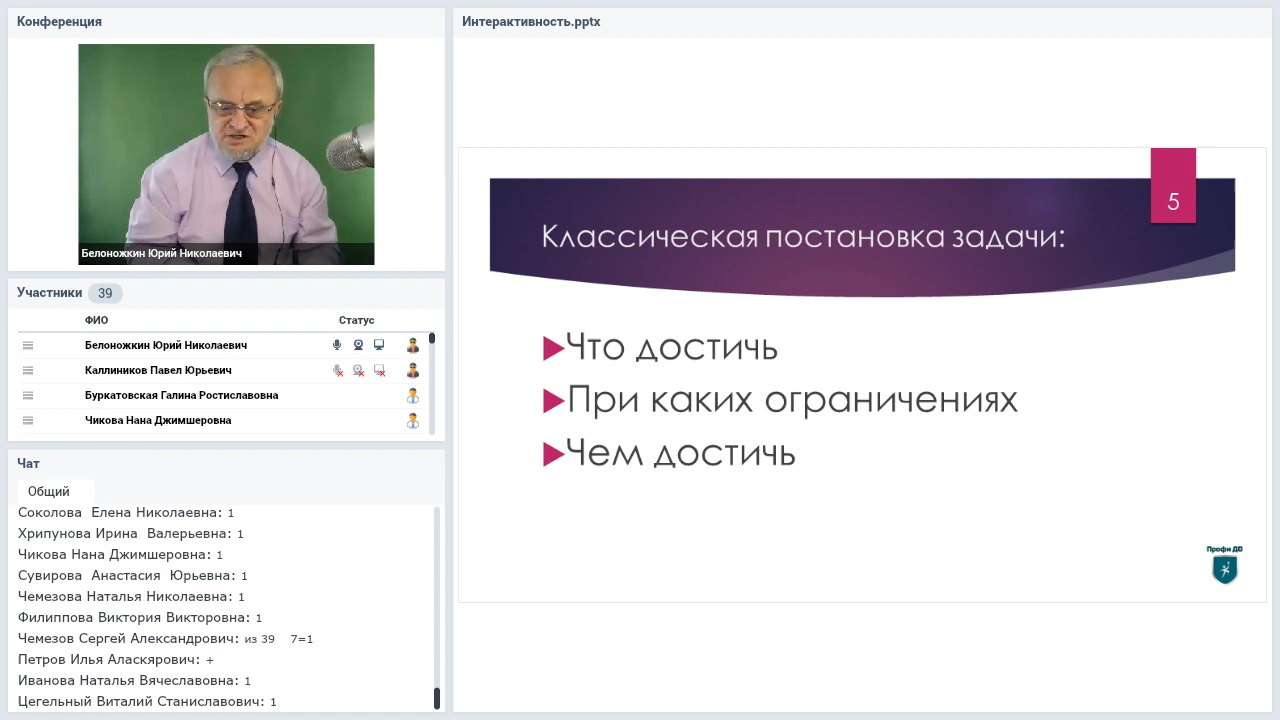 Конференция
Белоножкин Юрий Николаевич
Участники 39
ФИО Статус
Белоножкин Юрий Николаевич
Каллиников Павел Юрьевич
Буркатовская Галина Ростиславовна
Чикова Нана Джимшеровна
Чат
Общий
Соколова Елена Николаевна: 1
Хрипунова Ирина Валерьевна: 1
Чикова Нана Джимшеровна: 1
Сувирова Анастасия Юрьевна: 1
Чемезова Наталья Николаевна: 1
Филиппова Виктория Викторовна: 1
Чемезов Сергей Александрович: из 39 7=1
Петров Илья Аласкярович: +
Иванова Наталья Вячеславовна: 1
Цегельный Виталий Станиславович: 1
Интерактивность.pptx
5
Классическая постановка задачи:
Что достичь
При каких ограничениях
Чем достичь
Профи ДО